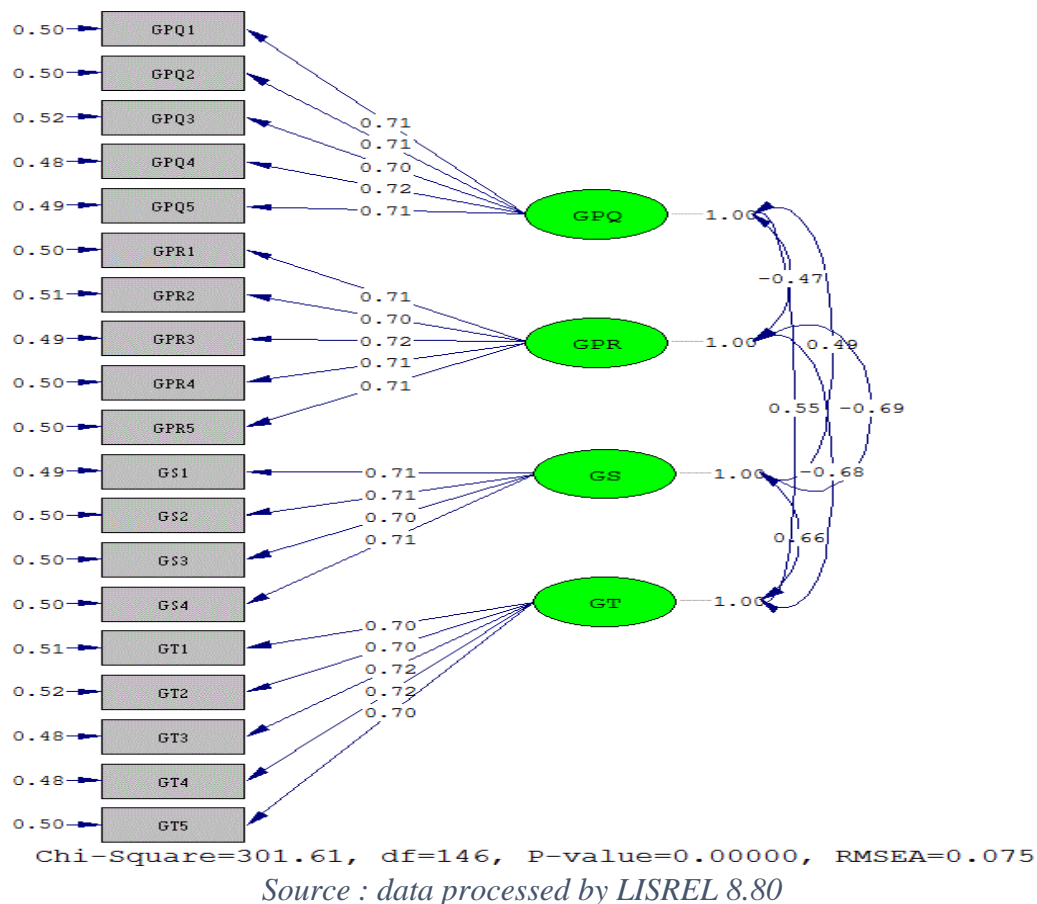 0.50 GPQ1
0.50 GPQ2
0.52 GPQ3
0.71
0.48 GPQ4
0.71
0.70
0.72
0.49 GPQ5 0.71 GPQ 1.00
0.50 GPR1
-0.47
0.51 GPR2 0.71
0.70
0.49 GPR3 0.72 GPR 1.00 0.49
0.71
0.50 GPR4 0.71
0.55 -0.69
0.50 GPR5
0.49 GS1 0.71 GS 1.00 -0.68
0.71
0.50 GS2 0.70
0.71 0.66
0.50 GS3
0.50 GS4 GT 1.00
0.70
0.51 GT1 0.70
0.72
0.52 GT2 0.72
0.70
0.48 GT3
0.48 GT4
0.50 GT5
Chi-Square=301.61, df=146, P-value=0.00000, RMSEA=0.075
Source : data processed by LISREL 8.80